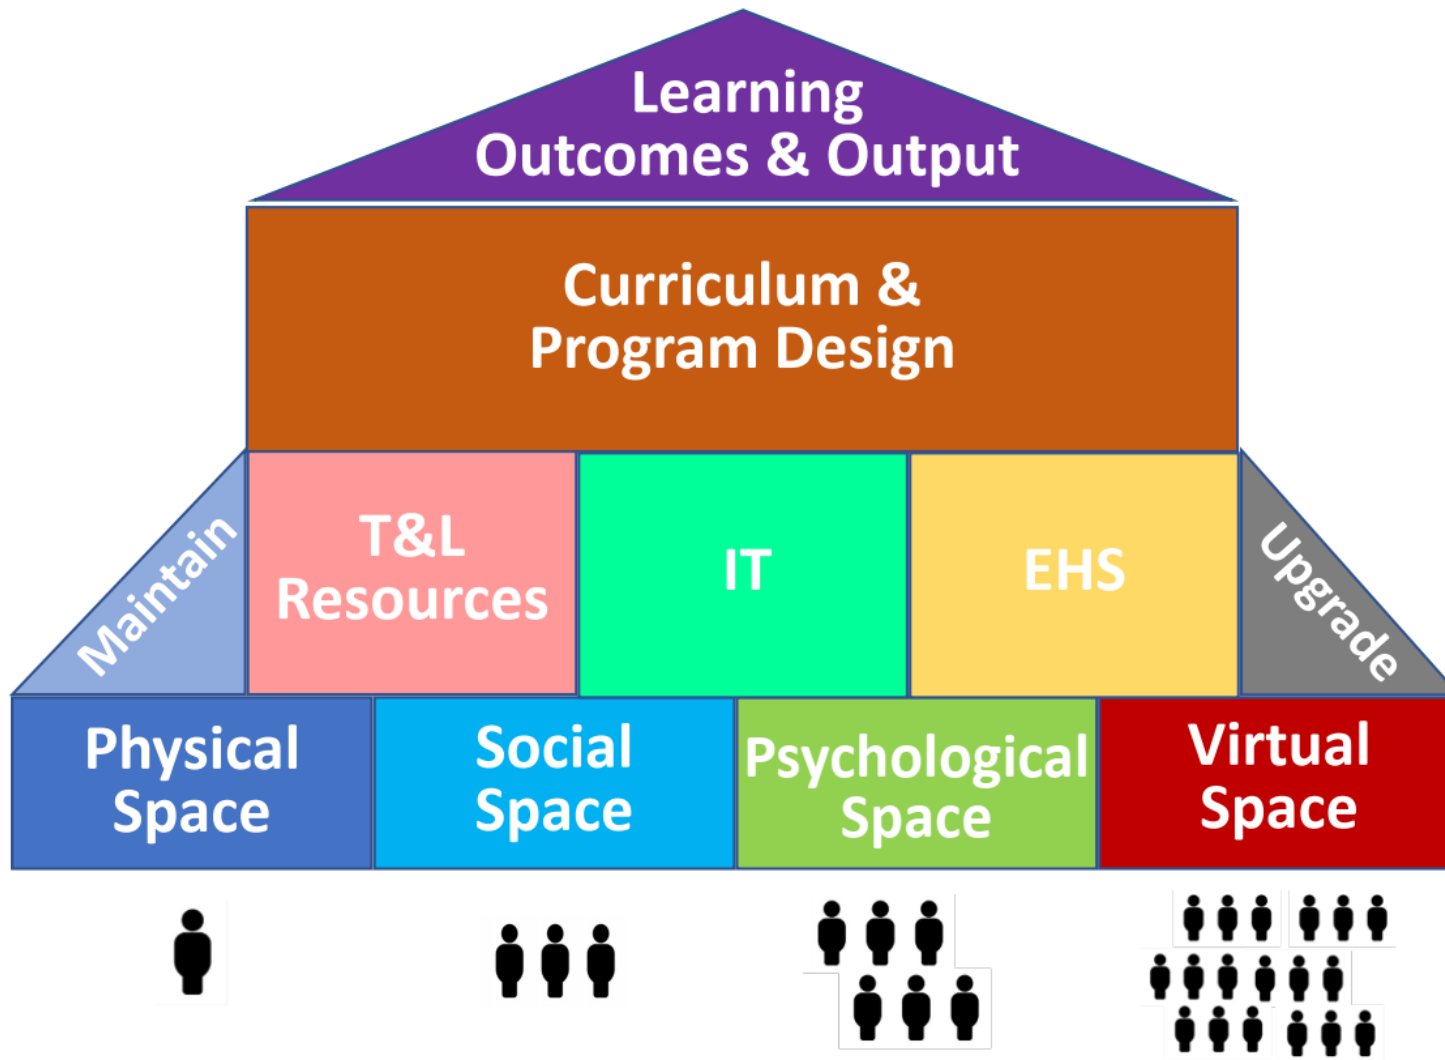 Learning
Outcomes & Output
Curriculum &
Program Design
Maintain
T&L
Resources
IT
EHS
Upgrade
Physical
Space
Social
Space
Psychological
Space
Virtual
Space